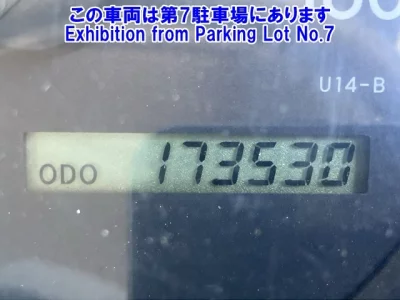 この車両は第7駐車場にあります
Exhibition from Parking Lot No.7
U14-B
ODO 173530